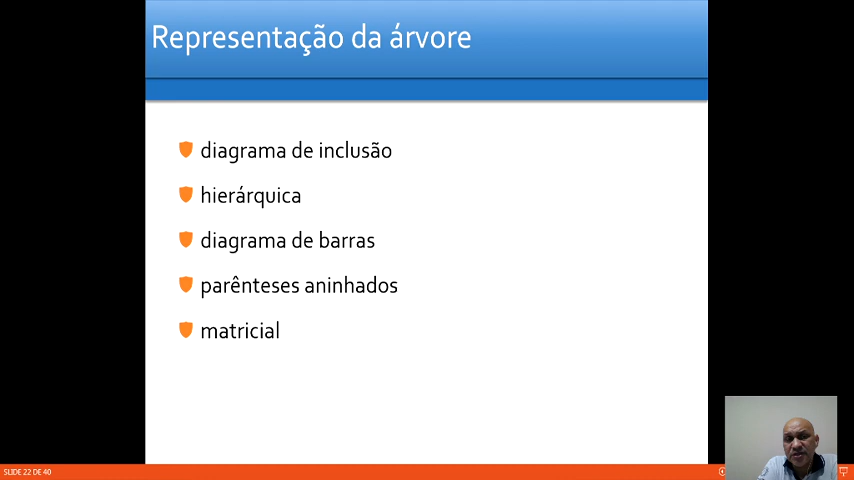 Representação da árvore
diagrama de inclusão
hierárquica
diagrama de barras
parênteses aninhados
matricial
SLIDE 22 DE 40